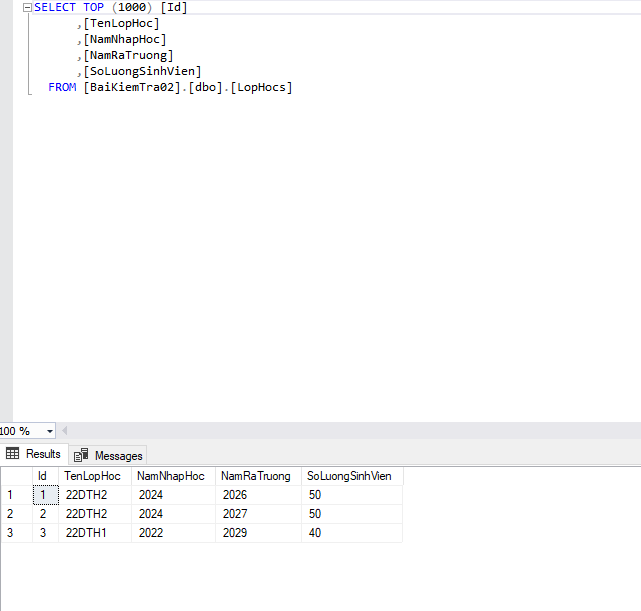 SELECT TOP (1000) [Id]
,[TenLopHoc]
,[NamNhapHoc]
,[NamRaTruong]
,[SoLuongSinhVien]
FROM [BaiKiemTra02].[dbo].[LopHocs]
100 %
Results Messages
Id TenLopHoc NamNhapHoc NamRaTruong SoLuongSinhVien
1 1 22DTH2 2024 2026 50
2 2 22DTH2 2024 2027 50
3 3 22DTH1 2022 2029 40